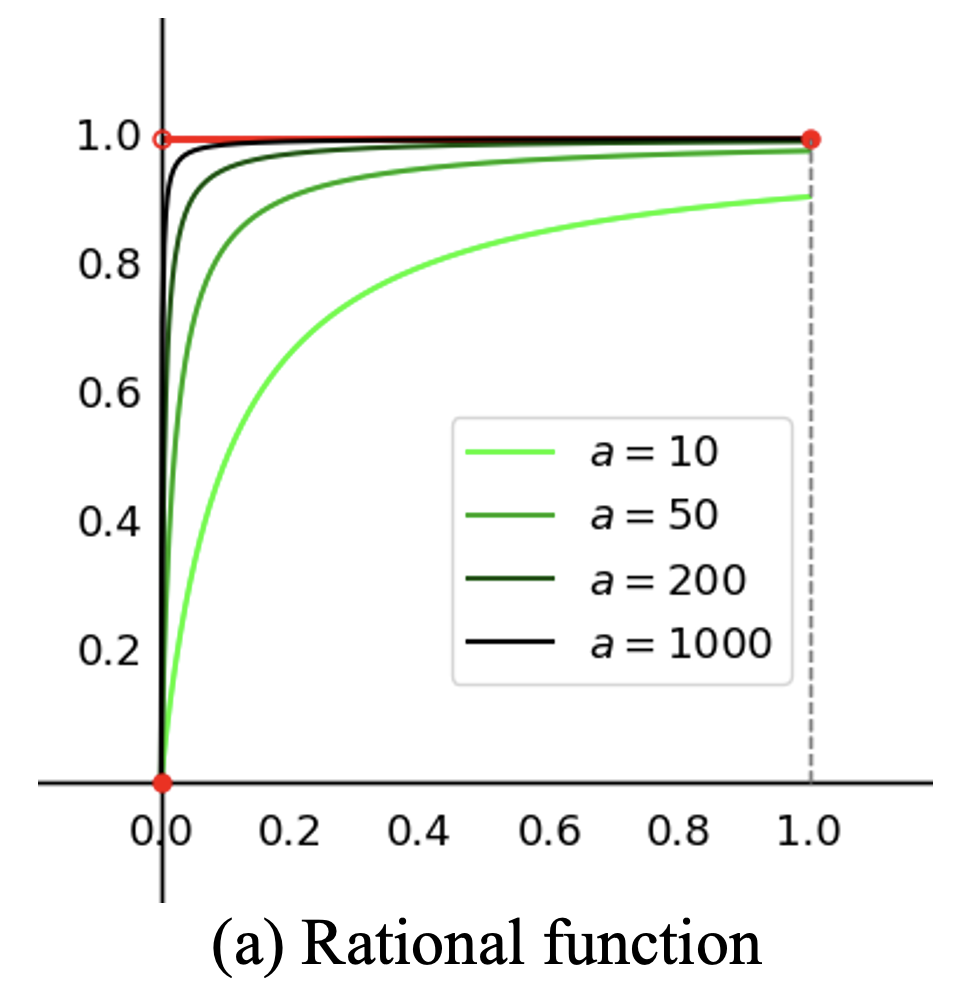 1.0
0.8
0.6
0.4
0.2
a = 10
a = 50
a = 200
a = 1000
0.0 0.2 0.4 0.6 0.8 1.0
(a) Rational function